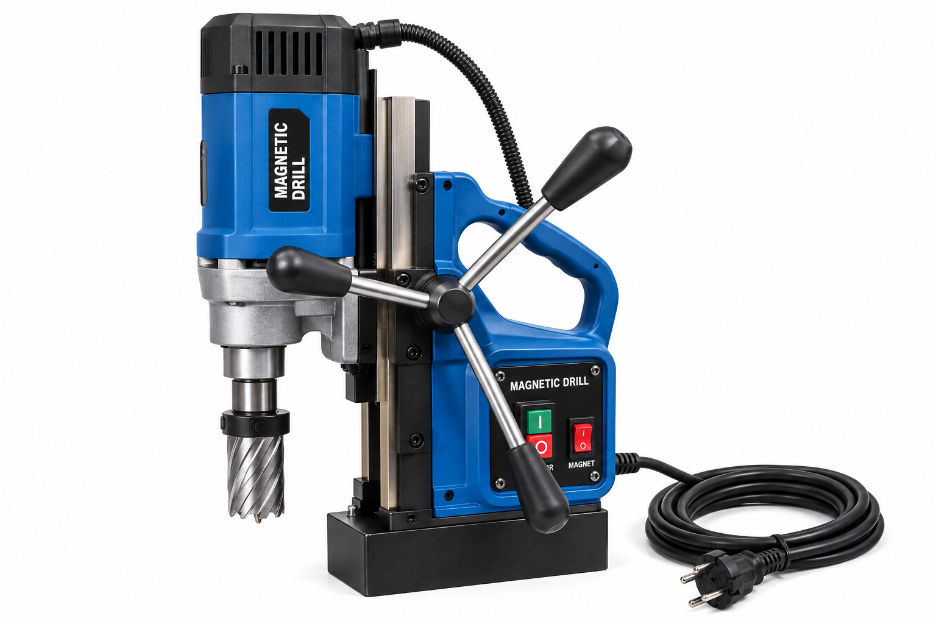 MAGNETIC
DRILL
MAGNETIC DRILL
I
O
I
O
MAGNET